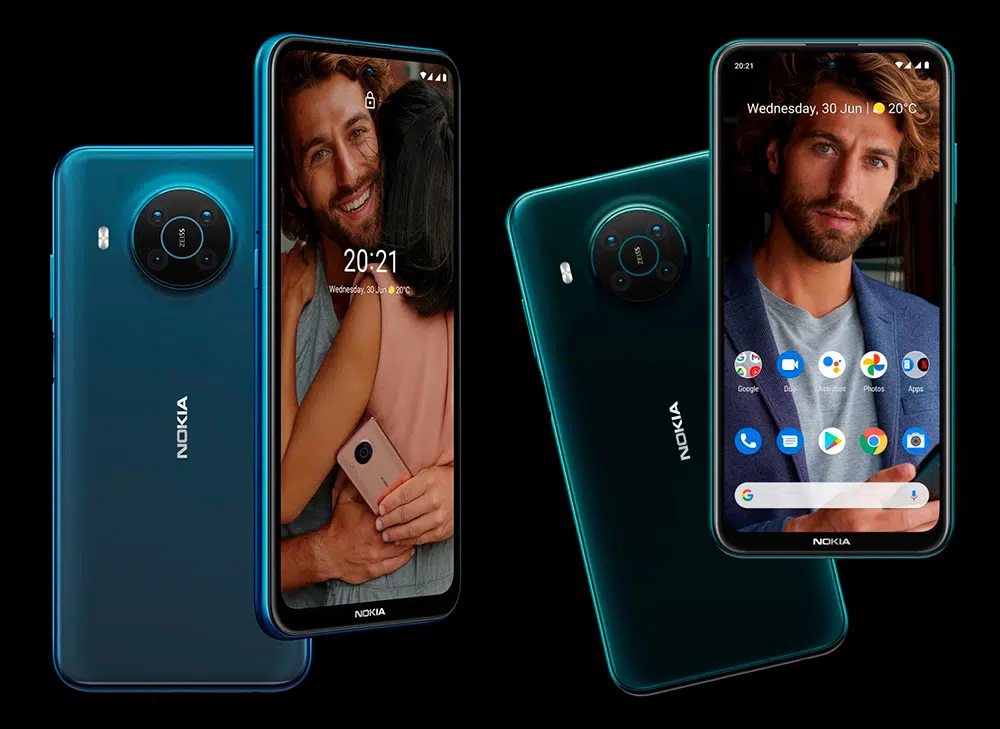 ZEISS
NOKIA
20:21
Wednesday, 30 Jun 20°C
NOKIA
ZEISS
NOKIA
20:21
Wednesday, 30 Jun | 20°C
Google
Duo
Assistant
Photos
Apps
NOKIA